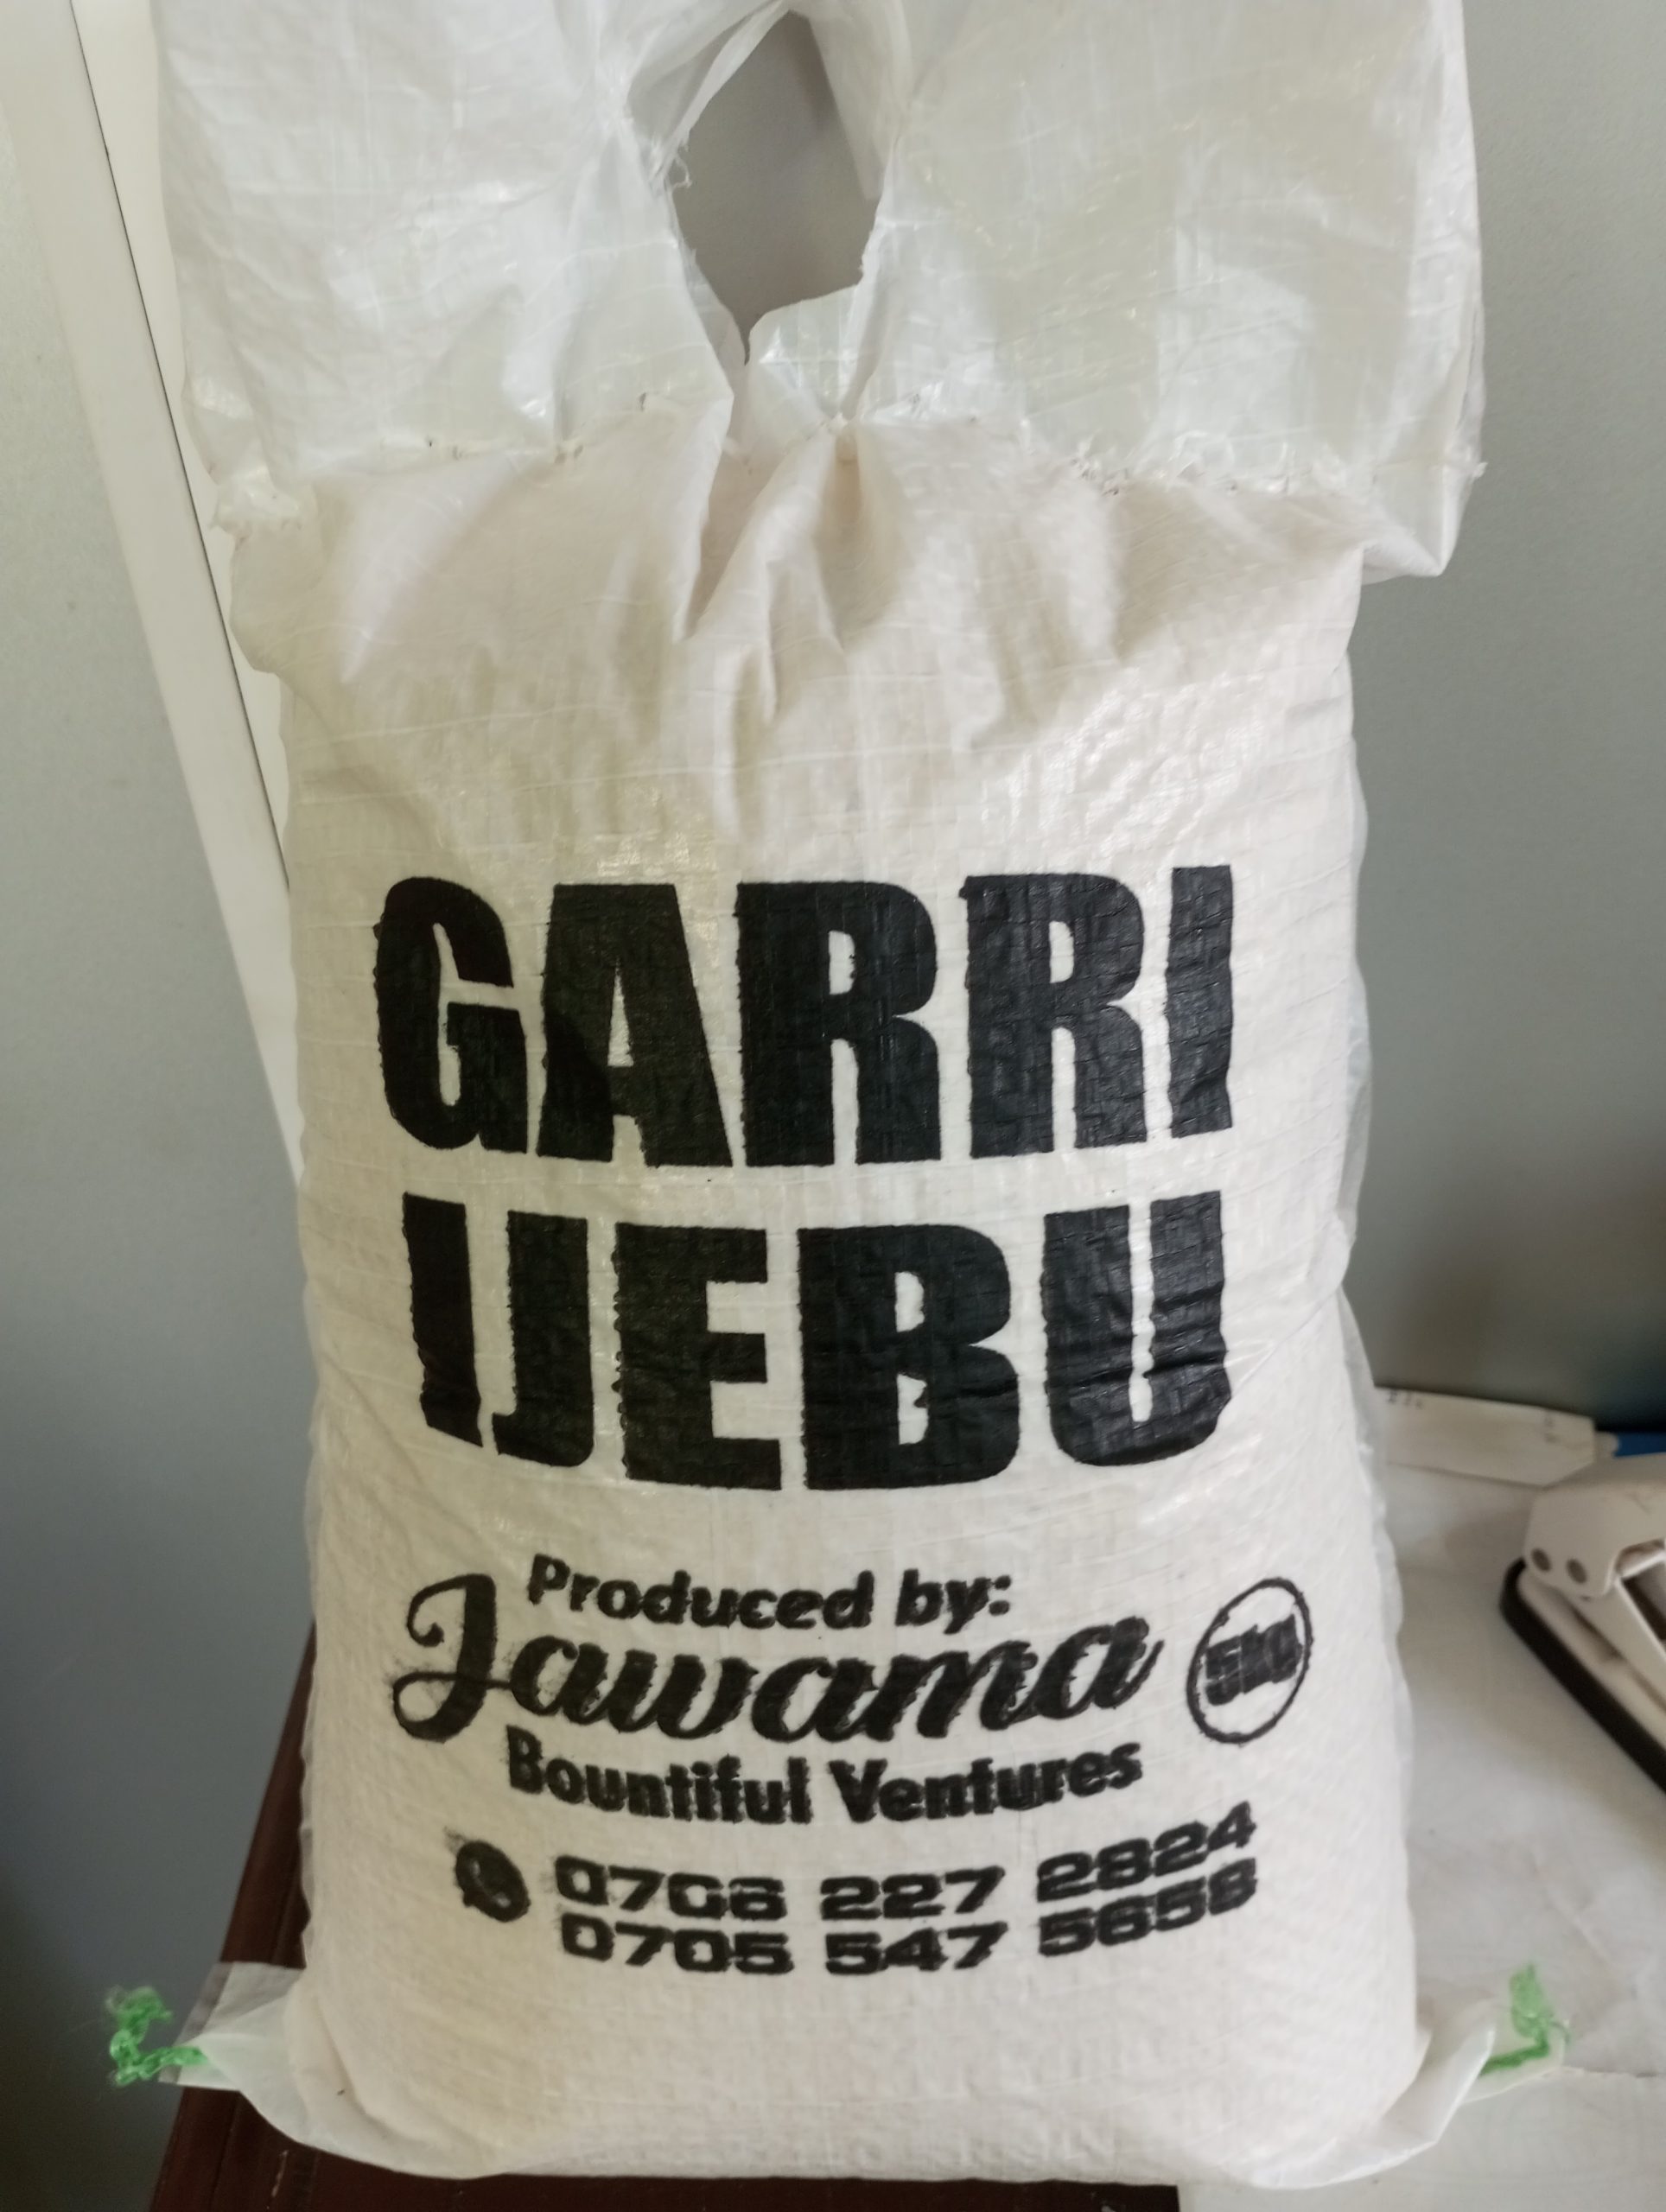 GARRI
IJEBU
Produced by:
Jawama
5kg
Bountiful Ventures
0706 227 2824
0705 547 5658